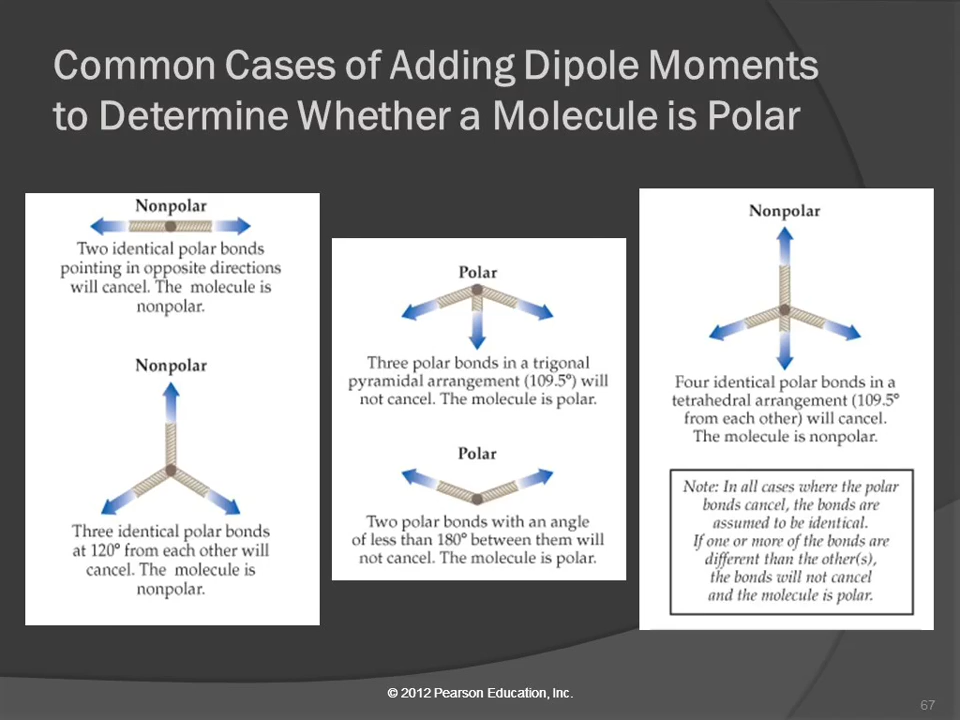 Common Cases of Adding Dipole Moments
to Determine Whether a Molecule is Polar
Nonpolar
Two identical polar bonds
pointing in opposite directions
will cancel. The molecule is
nonpolar.
Nonpolar
Three identical polar bonds
at 120° from each other will
cancel. The molecule is
nonpolar.
Polar
Three polar bonds in a trigonal
pyramidal arrangement (109.5°) will
not cancel. The molecule is polar.
Polar
Two polar bonds with an angle
of less than 180° between them will
not cancel. The molecule is polar.
Nonpolar
Four identical polar bonds in a
tetrahedral arrangement (109.5°
from each other) will cancel.
The molecule is nonpolar.
Note: In all cases where the polar
bonds cancel, the bonds are
assumed to be identical.
If one or more of the bonds are
different than the other(s),
the bonds will not cancel
and the molecule is polar.
© 2012 Pearson Education, Inc.
67